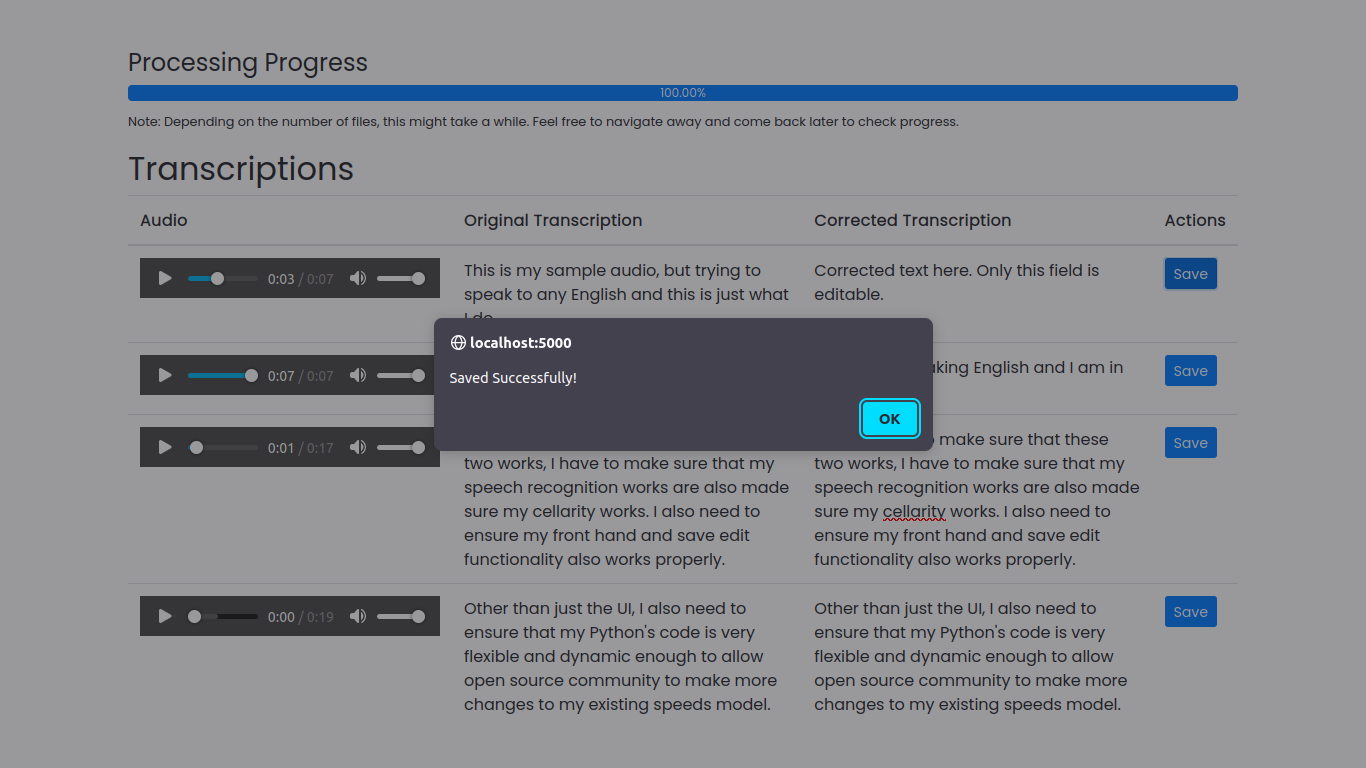 Processing Progress
100.00%
Note: Depending on the number of files, this might take a while. Feel free to navigate away and come back later to check progress.
Transcriptions
Audio Original Transcription Corrected Transcription Actions
0:03 / 0:07
This is my sample audio, but trying to
speak to any English and this is just what
I do
Corrected text here. Only this field is
editable.
Save
localhost:5000
Saved Successfully!
OK
0:07 / 0:07
English and I am in
Save
0:01 / 0:17
two works, I have to make sure that my
speech recognition works are also made
sure my cellarity works. I also need to
ensure my front hand and save edit
functionality also works properly.
make sure that these
two works, I have to make sure that my
speech recognition works are also made
sure my cellarity works. I also need to
ensure my front hand and save edit
functionality also works properly.
Save
0:00 / 0:19
Other than just the UI, I also need to
ensure that my Python's code is very
flexible and dynamic enough to allow
open source community to make more
changes to my existing speeds model.
Other than just the UI, I also need to
ensure that my Python's code is very
flexible and dynamic enough to allow
open source community to make more
changes to my existing speeds model.
Save